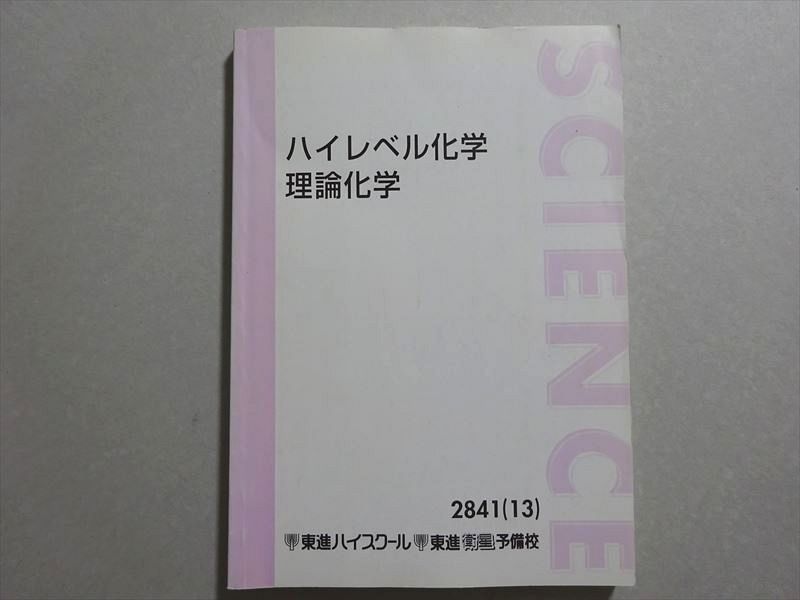 ハイレベル化学
理論化学
SCIENCE
2841(13)
東進ハイスクール 東進衛星予備校